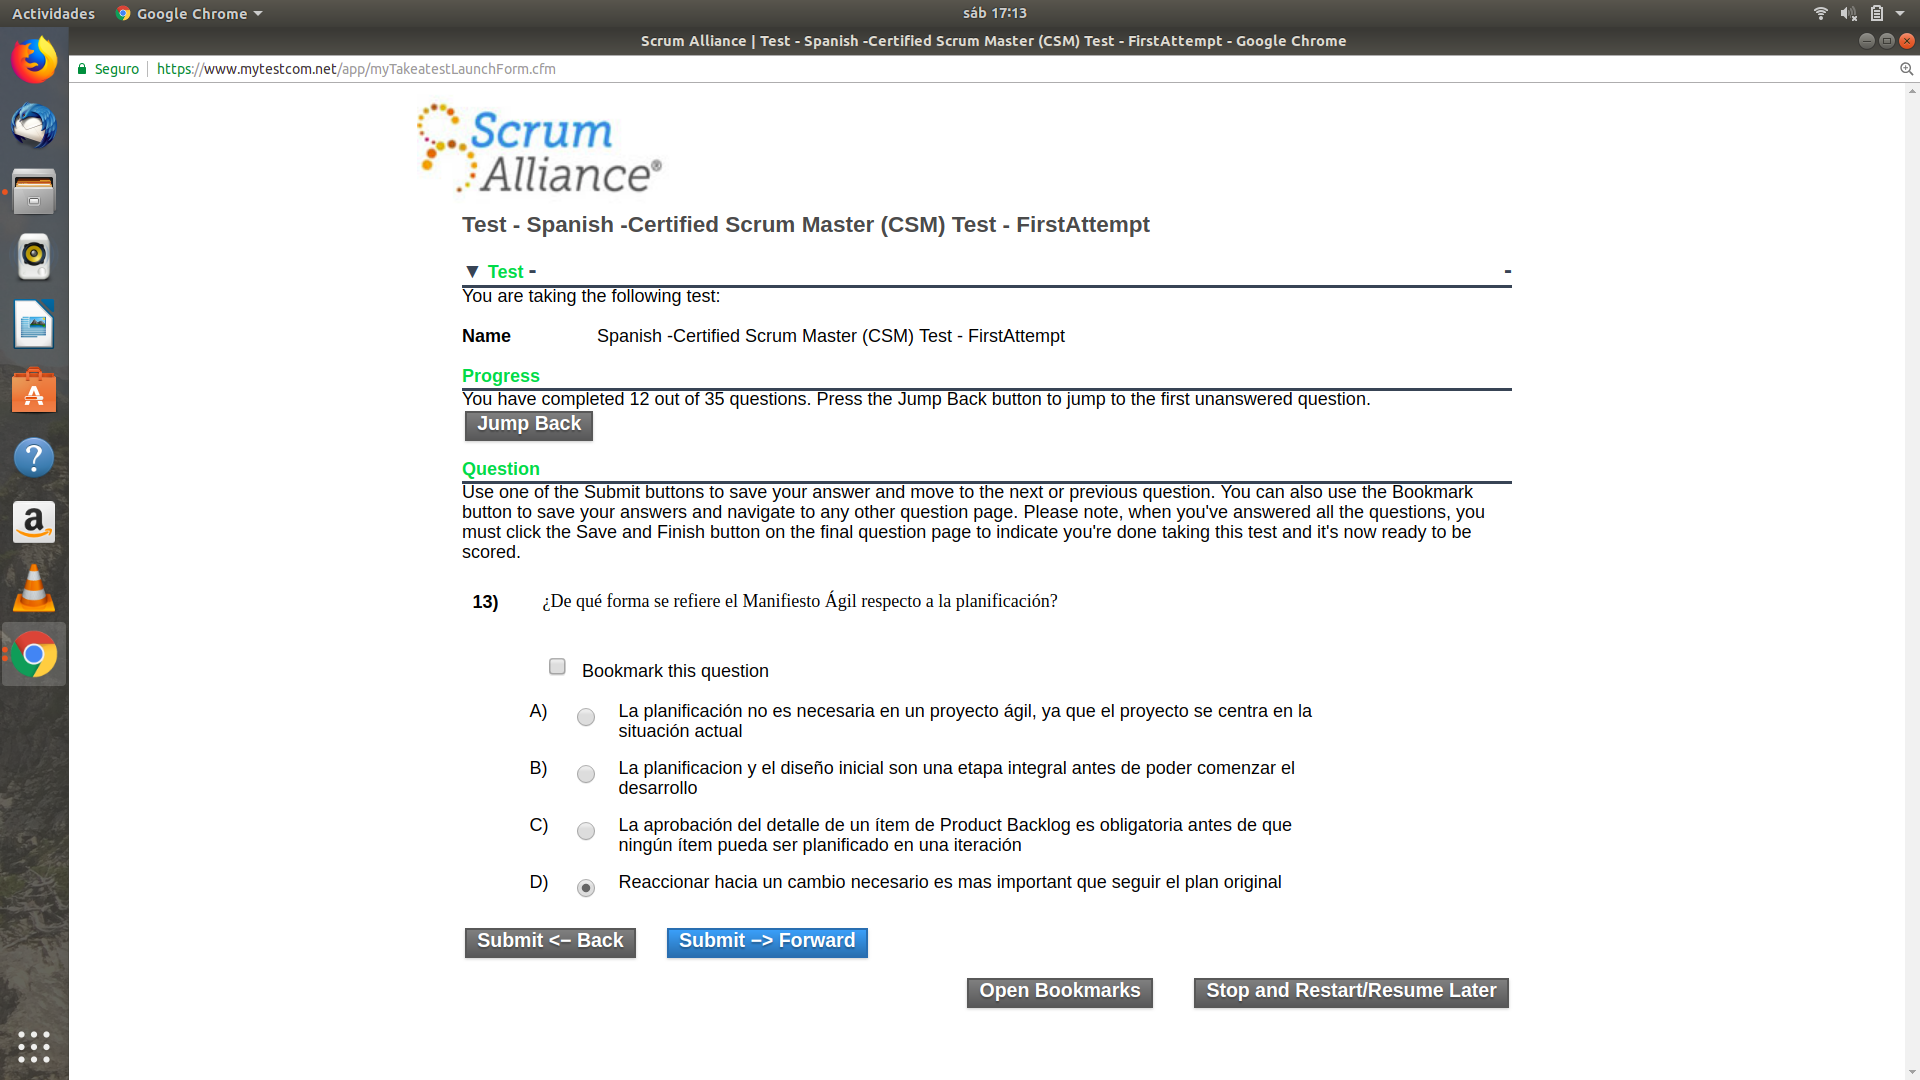 Actividades
Google Chrome
sáb 17:13
Scrum Alliance | Test - Spanish -Certified Scrum Master (CSM) Test - FirstAttempt - Google Chrome
Seguro
https://www.mytestcom.net/app/myTakeatestLaunchForm.cfm
Scrum
Alliance®
Test - Spanish -Certified Scrum Master (CSM) Test - FirstAttempt
▼ Test - -
You are taking the following test:
Name Spanish -Certified Scrum Master (CSM) Test - FirstAttempt
Progress
You have completed 12 out of 35 questions. Press the Jump Back button to jump to the first unanswered question.
Jump Back
Question
Use one of the Submit buttons to save your answer and move to the next or previous question. You can also use the Bookmark
button to save your answers and navigate to any other question page. Please note, when you've answered all the questions, you
must click the Save and Finish button on the final question page to indicate you're done taking this test and it's now ready to be
scored.
13) ¿De qué forma se refiere el Manifiesto Ágil respecto a la planificación?
Bookmark this question
A) La planificación no es necesaria en un proyecto ágil, ya que el proyecto se centra en la
situación actual
B) La planificacion y el diseño inicial son una etapa integral antes de poder comenzar el
desarrollo
C) La aprobación del detalle de un ítem de Product Backlog es obligatoria antes de que
ningún ítem pueda ser planificado en una iteración
D) Reaccionar hacia un cambio necesario es mas important que seguir el plan original
Submit <− Back
Submit −> Forward
Open Bookmarks
Stop and Restart/Resume Later